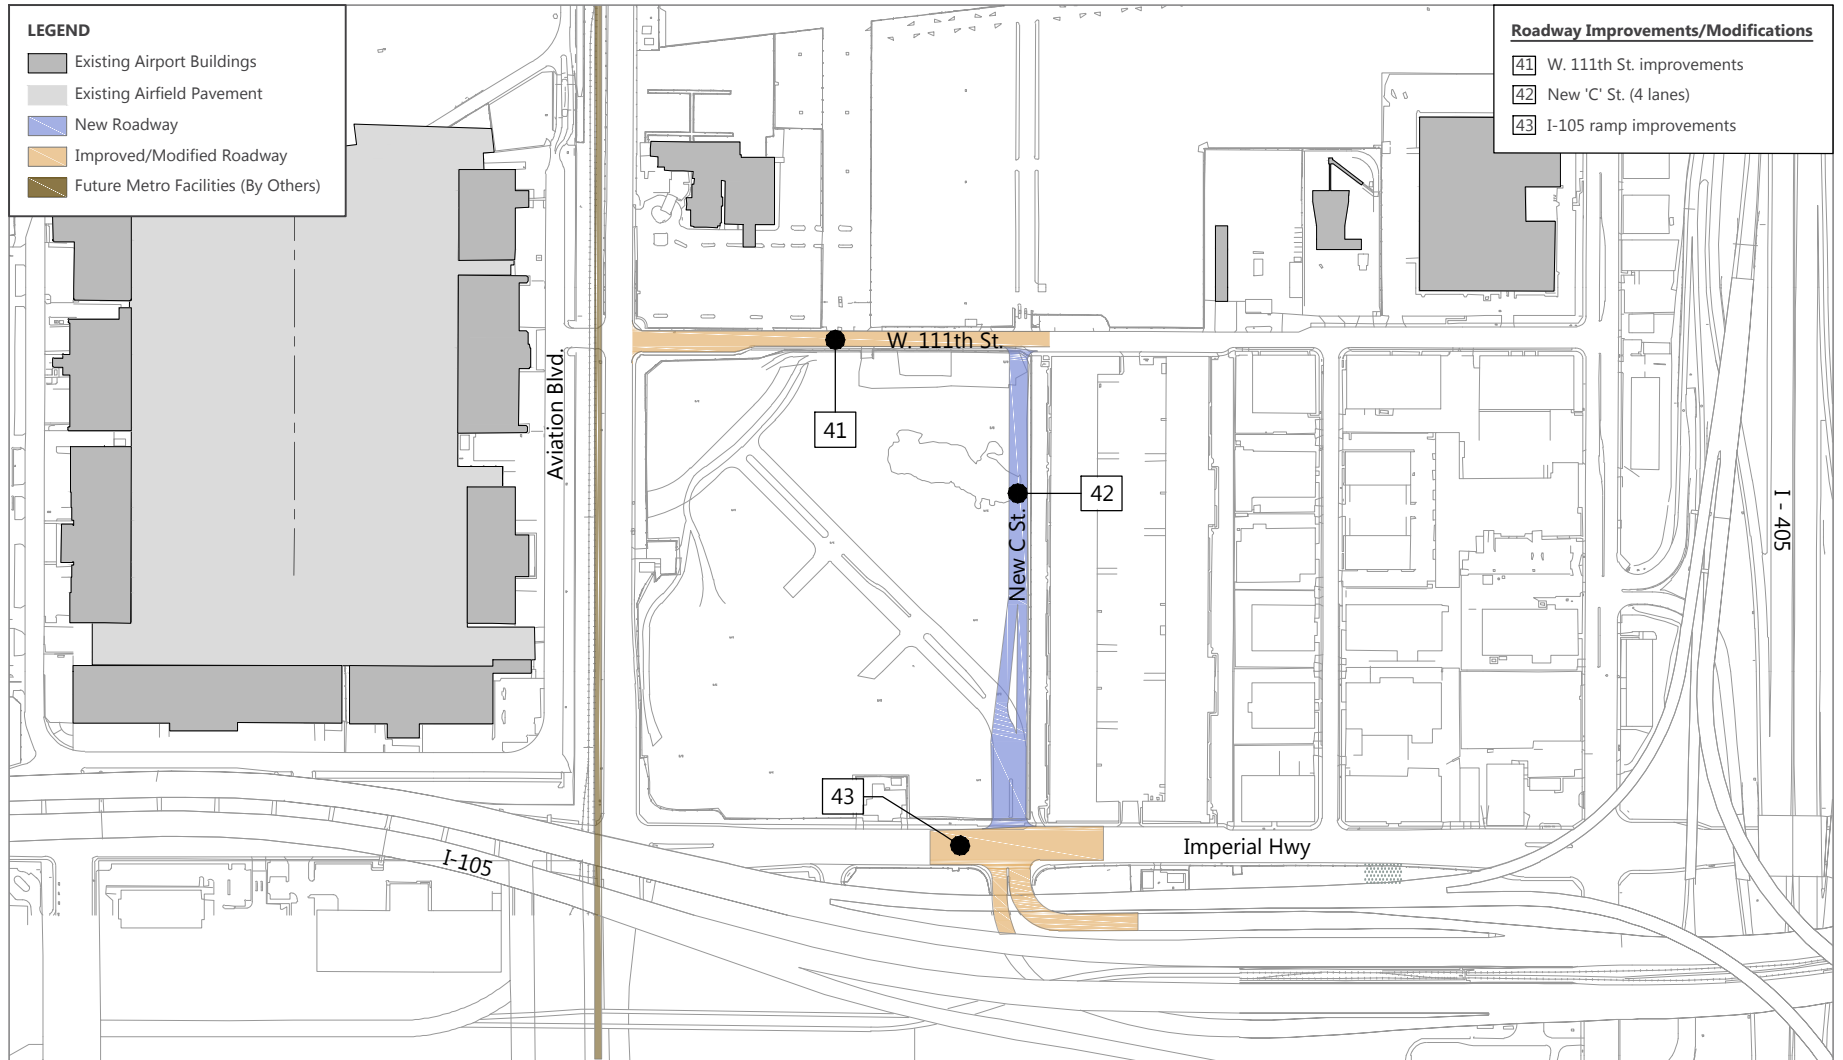 LEGEND
Existing Airport Buildings
Existing Airfield Pavement
New Roadway
Improved/Modified Roadway
Future Metro Facilities (By Others)
Roadway Improvements/Modifications
41 W. 111th St. improvements
42 New 'C' St. (4 lanes)
43 I-105 ramp improvements
W. 111th St.
Aviation Blvd.
41
42
New C St.
I - 405
43
Imperial Hwy
I-105